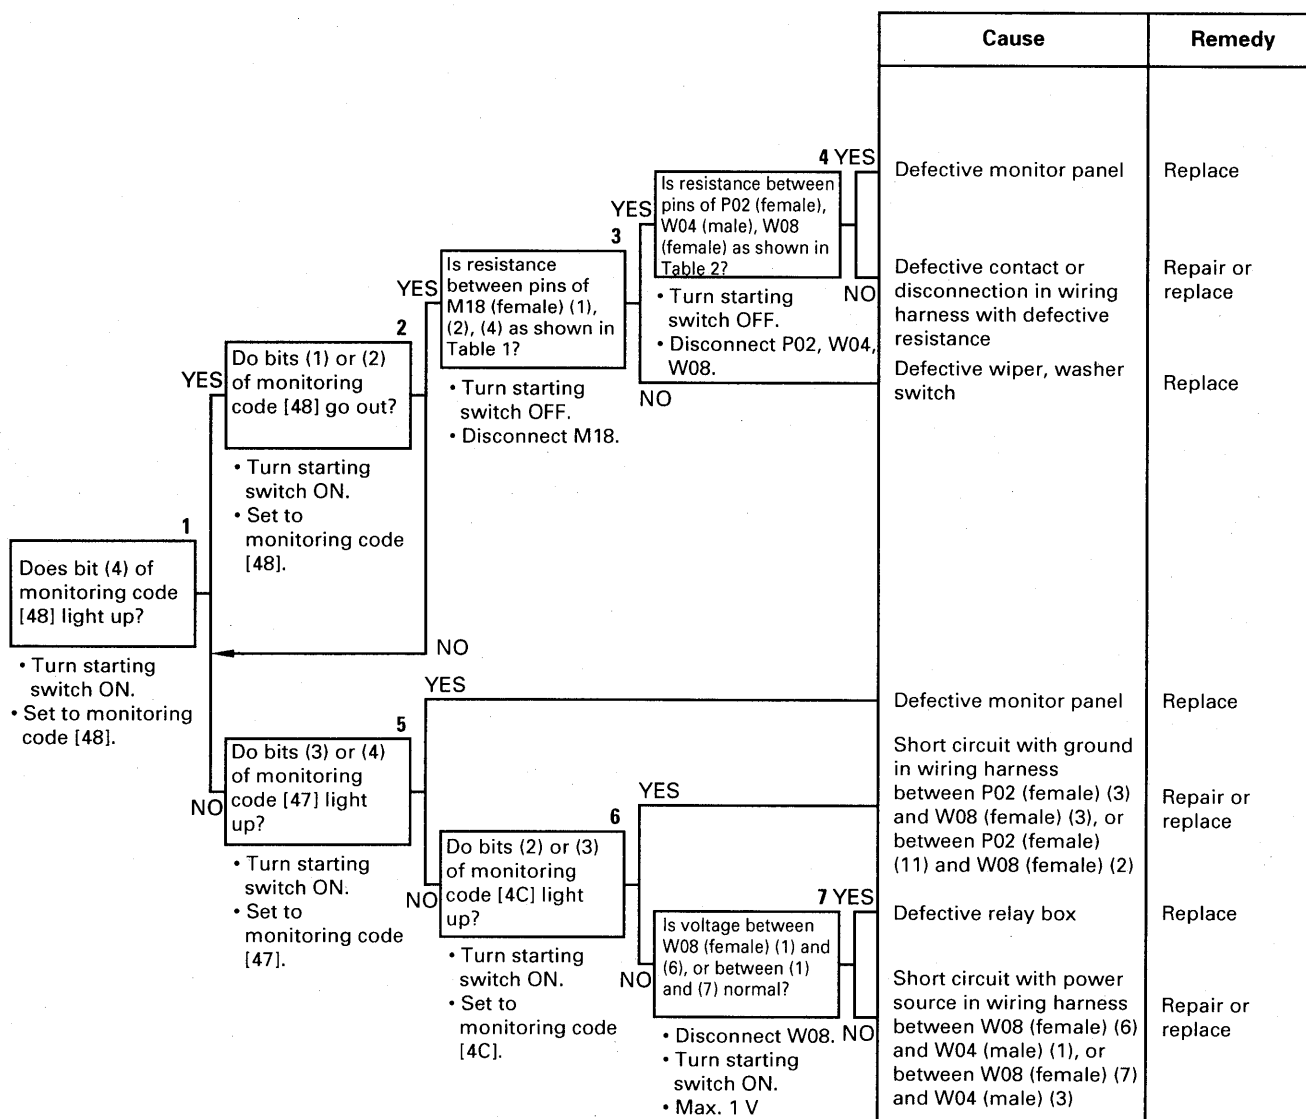 Cause
Remedy
4 YES
Is resistance between
pins of P02 (female),
W04 (male), W08
(female) as shown in
Table 2?
• Turn starting
switch OFF.
• Disconnect P02, W04,
W08.
NO
Defective monitor panel
Replace
Defective contact or
disconnection in wiring
harness with defective
resistance
Repair or
replace
YES
3
Is resistance
between pins of
M18 (female) (1),
(2), (4) as shown in
Table 1?
• Turn starting
switch OFF.
• Disconnect M18.
NO
Defective wiper, washer
switch
Replace
YES
2
Do bits (1) or (2)
of monitoring
code [48] go out?
• Turn starting
switch ON.
• Set to
monitoring code
[48].
YES
1
Does bit (4) of
monitoring code
[48] light up?
• Turn starting
switch ON.
• Set to monitoring
code [48].
NO
YES
Defective monitor panel
Replace
5
Do bits (3) or (4)
of monitoring
code [47] light
up?
• Turn starting
switch ON.
• Set to
monitoring code
[47].
NO
YES
Short circuit with ground
in wiring harness
between P02 (female) (3)
and W08 (female) (3), or
between P02 (female)
(11) and W08 (female) (2)
Repair or
replace
6
Do bits (2) or (3)
of monitoring
code [4C] light
up?
• Turn starting
switch ON.
• Set to
monitoring code
[4C].
NO
7 YES
Is voltage between
W08 (female) (1) and
(6), or between (1)
and (7) normal?
• Disconnect W08.
• Turn starting
switch ON.
• Max. 1 V
NO
NO
Defective relay box
Replace
Short circuit with power
source in wiring harness
between W08 (female) (6)
and W04 (male) (1), or
between W08 (female) (7)
and W04 (male) (3)
Repair or
replace